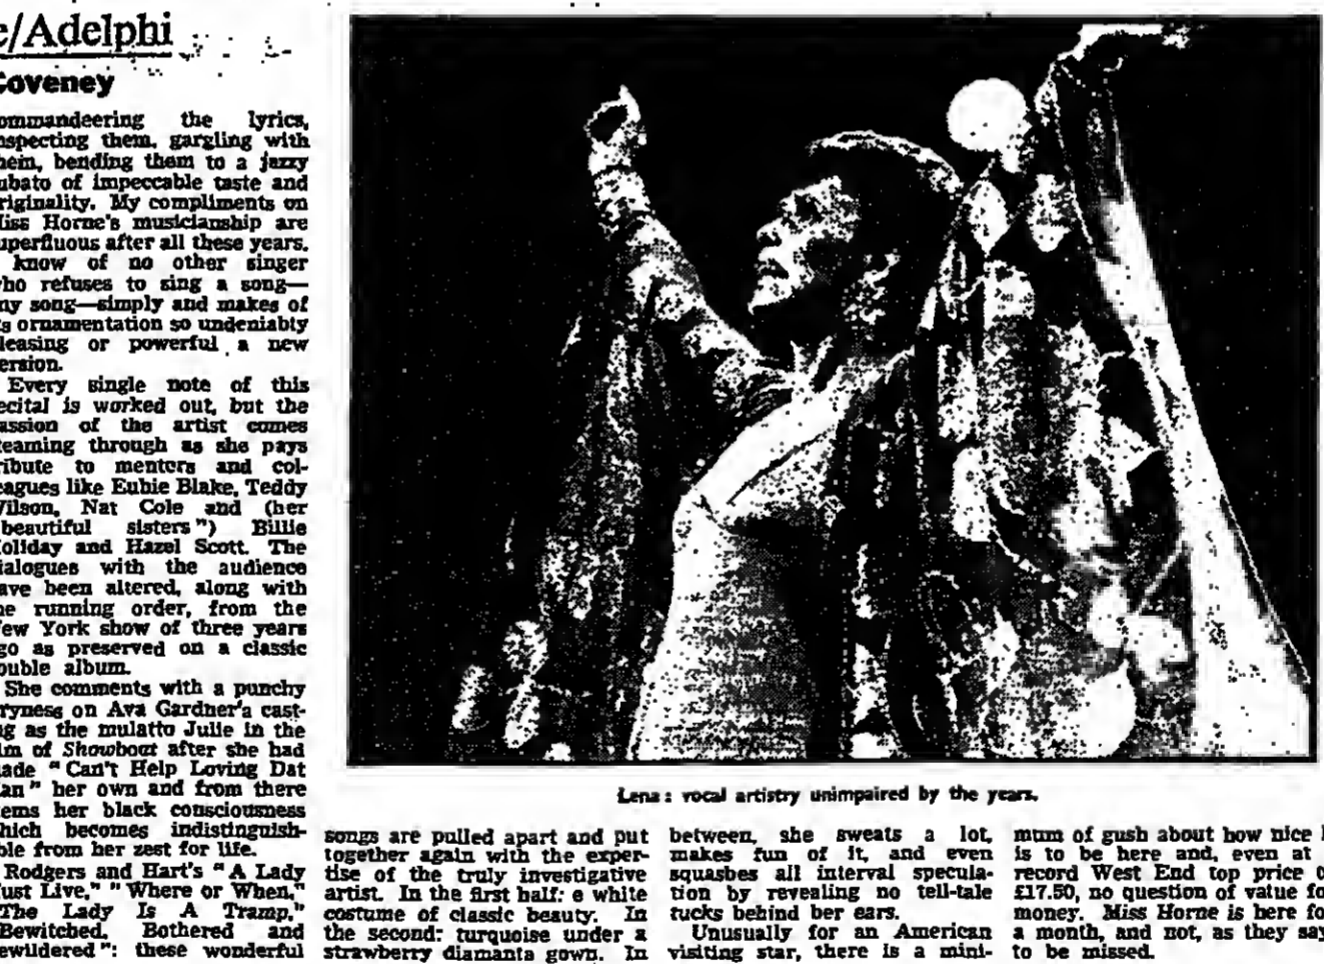 e/Adelphi
Coveney
ommandeering the lyrics,
nspecting them, gargling with
hem, bending them to a jazzy
ubato of impeccable taste and
riginality. My compliments on
Miss Horne's musicianship are
uperfluous after all these years.
know of no other singer
who refuses to sing a song—
ny song—simply and makes of
ts ornamentation so undeniably
leasing or powerful a new
ersion.
Every single note of this
ecital is worked out, but the
assion of the artist comes
teaming through as she pays
ribute to mentors and col-
eagues like Eubie Blake, Teddy
Wilson, Nat Cole and (her
beautiful sisters") Billie
Holiday and Hazel Scott. The
ialogues with the audience
ave been altered, along with
he running order, from the
New York show of three years
go as preserved on a classic
ouble album.
She comments with a punchy
ryness on Ava Gardner's cast-
ng as the mulatto Julie in the
ilm of Showboat after she had
ade "Can't Help Loving Dat
an" her own and from there
tems her black consciousness
hich becomes indistinguish-
ble from her zest for life.
Rodgers and Hart's "A Lady
ust Live," "Where or When,"
The Lady Is A Tramp,"
Bewitched, Bothered and
ewildered": these wonderful
Lena: vocal artistry unimpaired by the years.
songs are pulled apart and put
together again with the exper-
tise of the truly investigative
artist. In the first half: e white
costume of classic beauty. In
the second: turquoise under a
strawberry diamanta gown. In
between, she sweats a lot,
makes fun of it, and even
squashes all interval specula-
tion by revealing no tell-tale
tucks behind her ears.
Unusually for an American
visiting star, there is a mini-
mum of gush about how nice i
is to be here and, even at
record West End top price o
£17.50, no question of value fo
money. Miss Horne is here fo
a month, and not, as they say
to be missed.